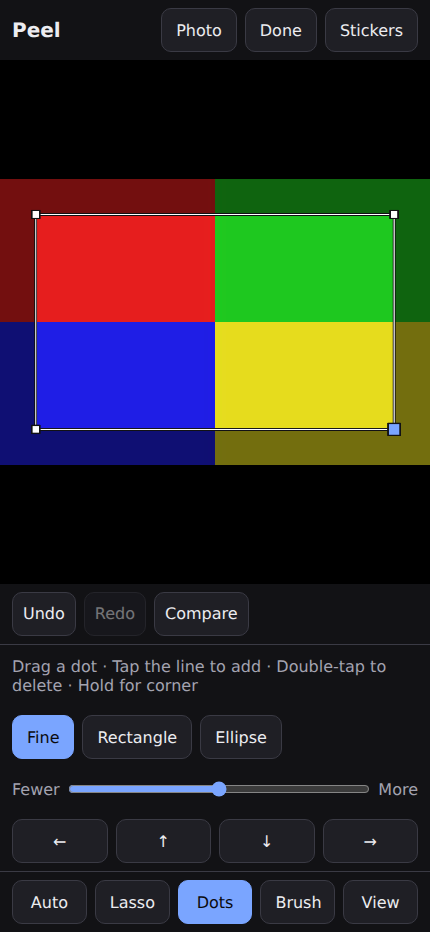 Peel
Photo
Done
Stickers
Undo
Redo
Compare
Drag a dot · Tap the line to add · Double-tap to
delete · Hold for corner
Fine
Rectangle
Ellipse
Fewer
More
←
↑
↓
→
Auto
Lasso
Dots
Brush
View